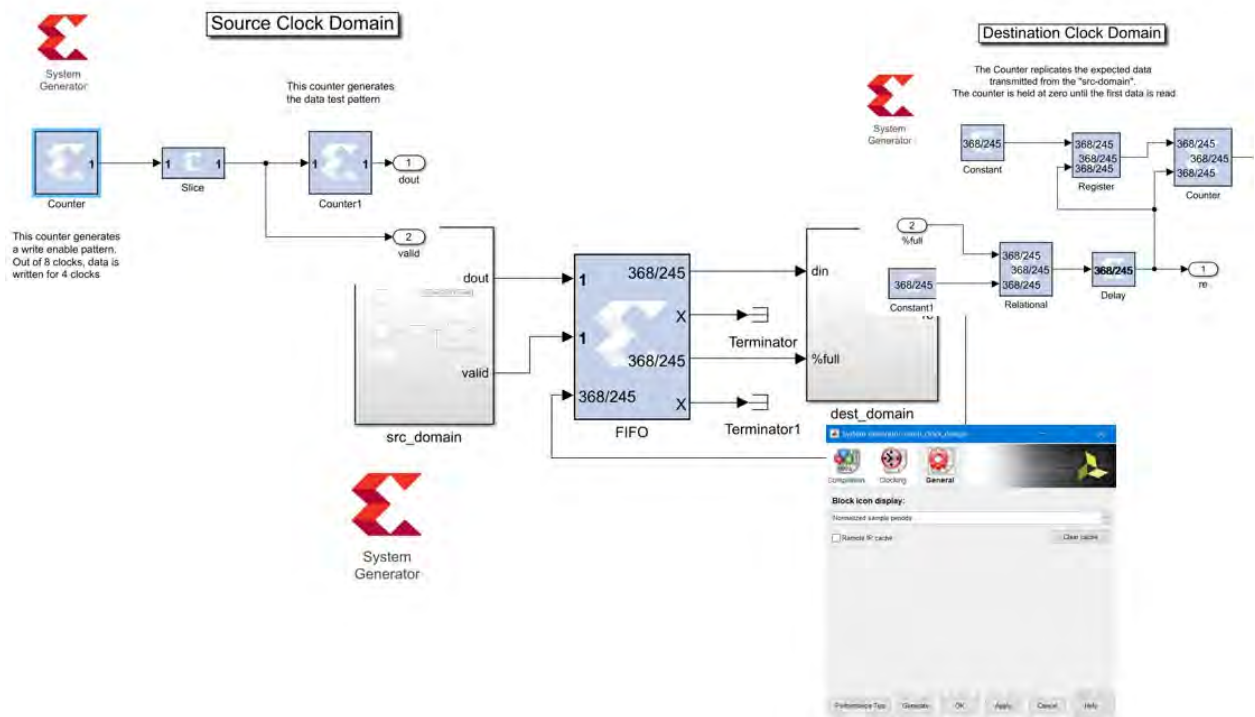 Source Clock Domain
System
Generator
This counter generates
the data test pattern
1
Counter
1
1
Slice
1
1
Counter1
1
dout
2
valid
This counter generates
a write enable pattern.
Out of 8 clocks, data is
written for 4 clocks
dout
valid
src_domain
1
1
368/245
368/245
X
368/245
X
FIFO
Terminator
Terminator1
din
%full
dest_domain
System
Generator
Destination Clock Domain
The Counter replicates the expected data
transmitted from the "src-domain".
The counter is held at zero until the first data is read
System
Generator
368/245
Constant
368/245
368/245
368/245
Register
368/245
368/245
368/245
Counter
2
%full
368/245
Constant1
368/245
368/245
368/245
Relational
368/245
Delay
1
re
Compilation
Clocking
General
Block icon display:
Normalized sample periods
Remote IP cache
Clear cache
Performance Tips
Generate
OK
Apply
Cancel
Help